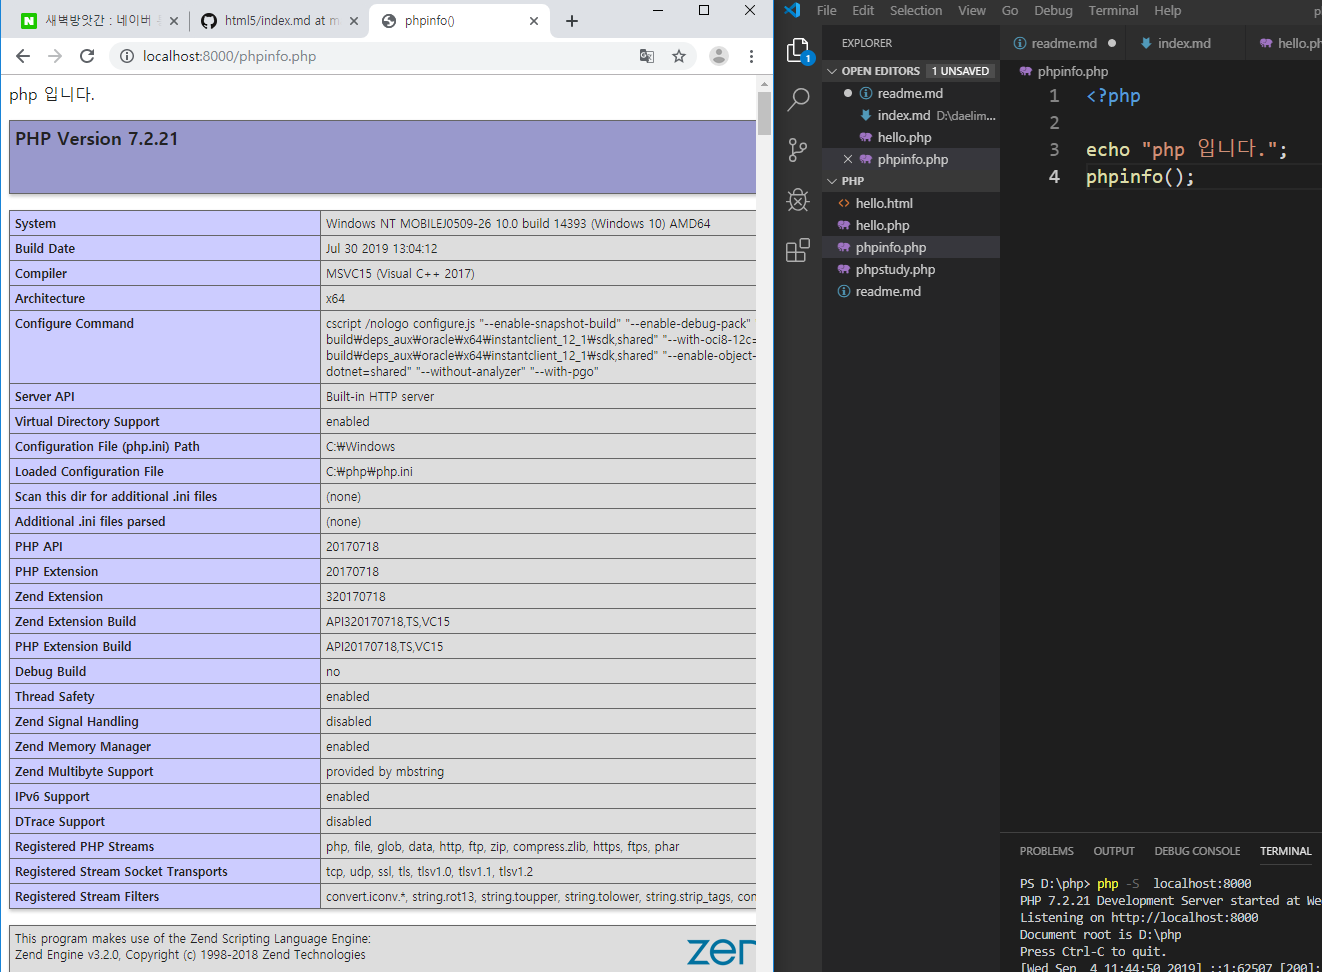 새벽방앗간 : 네이버
html5/index.md at m
phpinfo()
localhost:8000/phpinfo.php
php 입니다.
PHP Version 7.2.21
System Windows NT MOBILEJ0509-26 10.0 build 14393 (Windows 10) AMD64
Build Date Jul 30 2019 13:04:12
Compiler MSVC15 (Visual C++ 2017)
Architecture x64
Configure Command cscript /nologo configure.js "--enable-snapshot-build" "--enable-debug-pack"
build₩deps_aux₩oracle₩x64₩instantclient_12_1₩sdk,shared" "--with-oci8-12c=
build₩deps_aux₩oracle₩x64₩instantclient_12_1₩sdk,shared" "--enable-object-
dotnet=shared" "--without-analyzer" "--with-pgo"
Server API Built-in HTTP server
Virtual Directory Support enabled
Configuration File (php.ini) Path C:₩Windows
Loaded Configuration File C:₩php₩php.ini
Scan this dir for additional .ini files (none)
Additional .ini files parsed (none)
PHP API 20170718
PHP Extension 20170718
Zend Extension 320170718
Zend Extension Build API320170718,TS,VC15
PHP Extension Build API20170718,TS,VC15
Debug Build no
Thread Safety enabled
Zend Signal Handling disabled
Zend Memory Manager enabled
Zend Multibyte Support provided by mbstring
IPv6 Support enabled
DTrace Support disabled
Registered PHP Streams php, file, glob, data, http, ftp, zip, compress.zlib, https, ftps, phar
Registered Stream Socket Transports tcp, udp, ssl, tls, tlsv1.0, tlsv1.1, tlsv1.2
Registered Stream Filters convert.iconv.*, string.rot13, string.toupper, string.tolower, string.strip_tags, con
This program makes use of the Zend Scripting Language Engine:
Zend Engine v3.2.0, Copyright (c) 1998-2018 Zend Technologies
zen
File Edit Selection View Go Debug Terminal Help
1
EXPLORER
OPEN EDITORS 1 UNSAVED
readme.md
index.md D:\daelim...
hello.php
phpinfo.php
PHP
hello.html
hello.php
phpinfo.php
phpstudy.php
readme.md
readme.md index.md hello.ph
phpinfo.php
1 <?php
2
3 echo "php 입니다.";
4 phpinfo();
PROBLEMS OUTPUT DEBUG CONSOLE TERMINAL
PS D:\php> php -S localhost:8000
PHP 7.2.21 Development Server started at We
Listening on http://localhost:8000
Document root is D:\php
Press Ctrl-C to quit.
[Wed Sep 4 11:44:50 2019] ::1:62507 [200]: